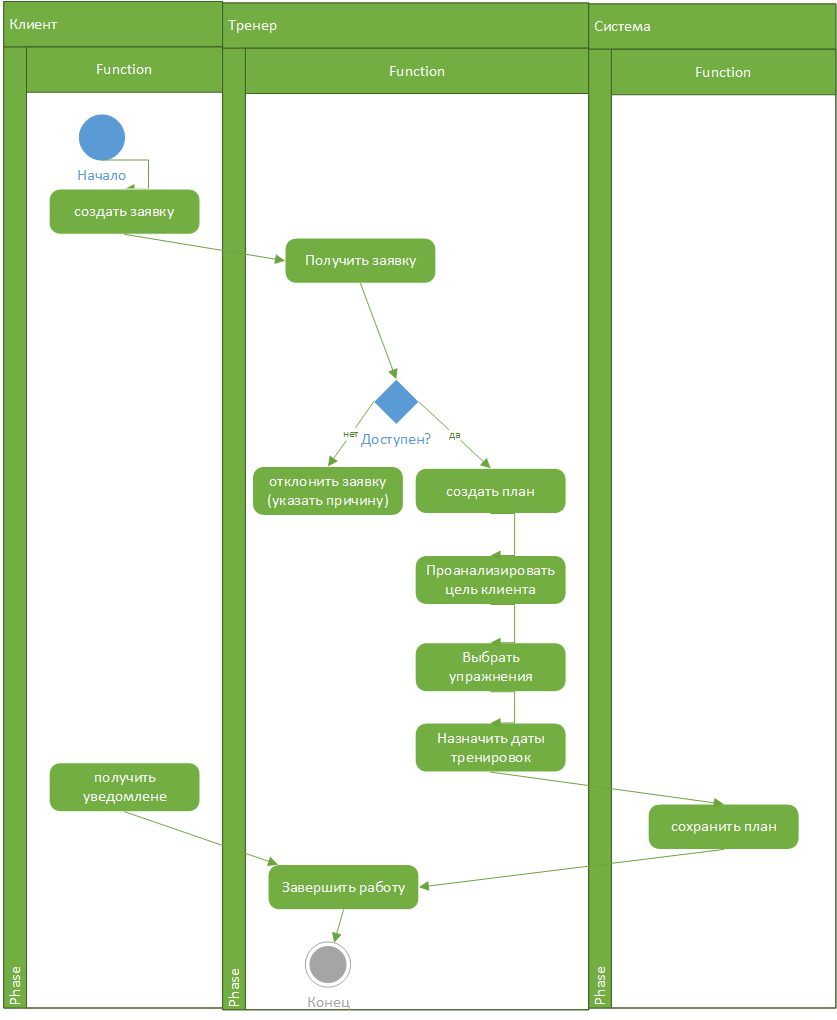 Клиент
Тренер
Система
Function
Function
Function
Начало
создать заявку
Получить заявку
нет
Доступен?
да
отклонить заявку
(указать причину)
создать план
Проанализировать
цель клиента
Выбрать
упражнения
Назначить даты
тренировок
получить
уведомлене
сохранить план
Завершить работу
Конец
Phase
Phase
Phase